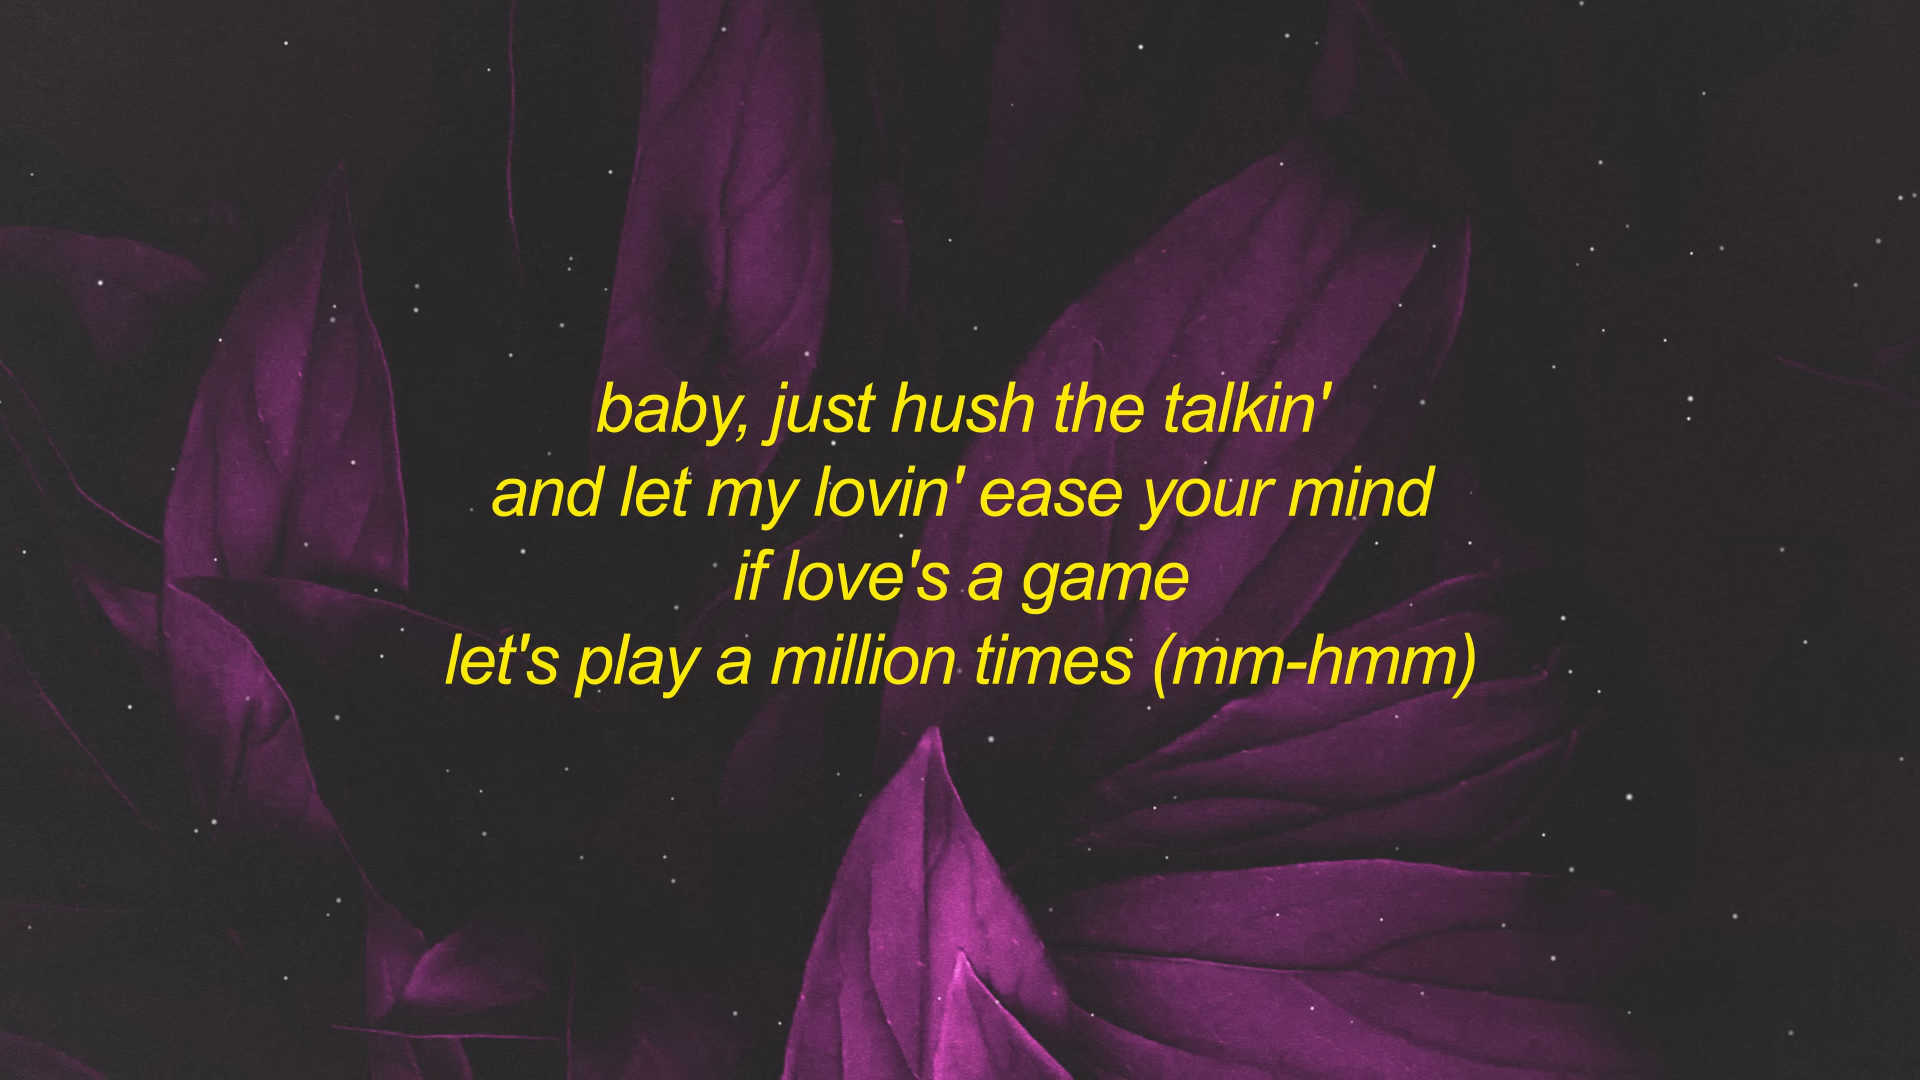 baby, just hush the talkin'
and let my lovin' ease your mind
if love's a game
let's play a million times (mm-hmm)